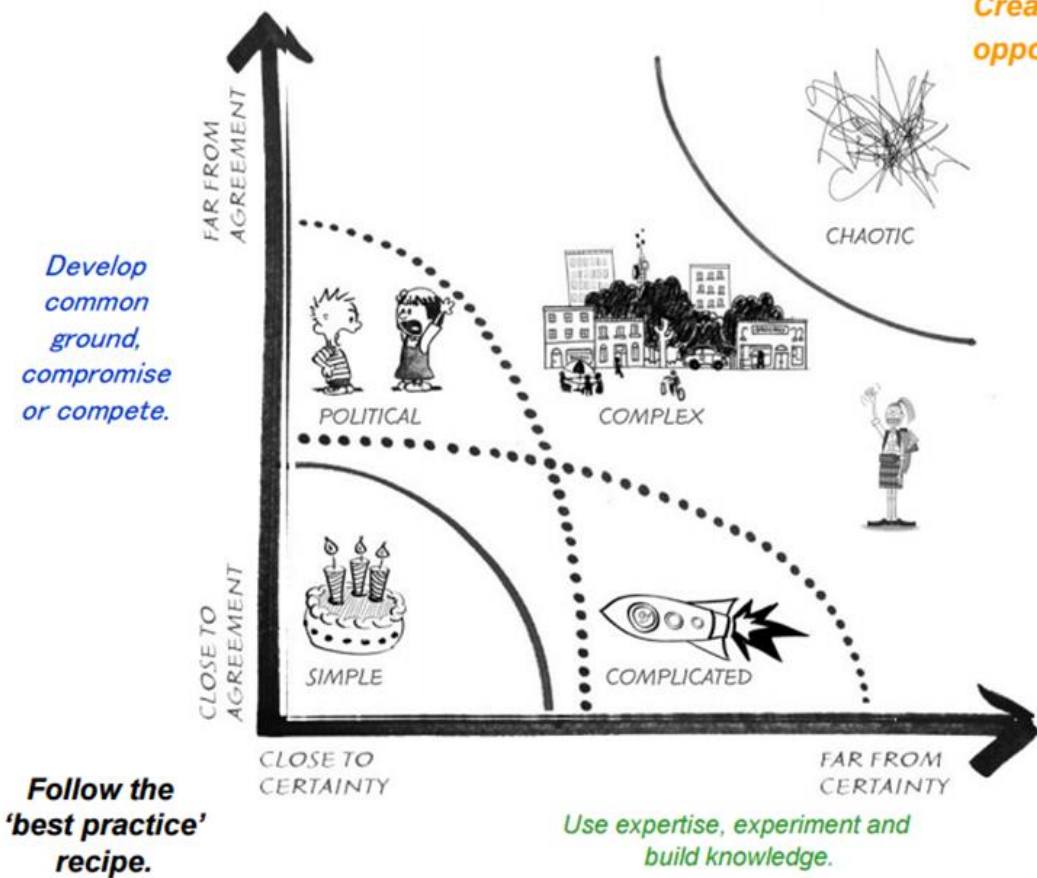 FAR FROM
AGREEMENT
CHAOTIC
Develop
common
ground,
compromise
or compete.
POLITICAL
COMPLEX
CLOSE TO
AGREEMENT
SIMPLE
COMPLICATED
CLOSE TO
CERTAINTY
FAR FROM
CERTAINTY
Follow the
'best practice'
recipe.
Use expertise, experiment and
build knowledge.